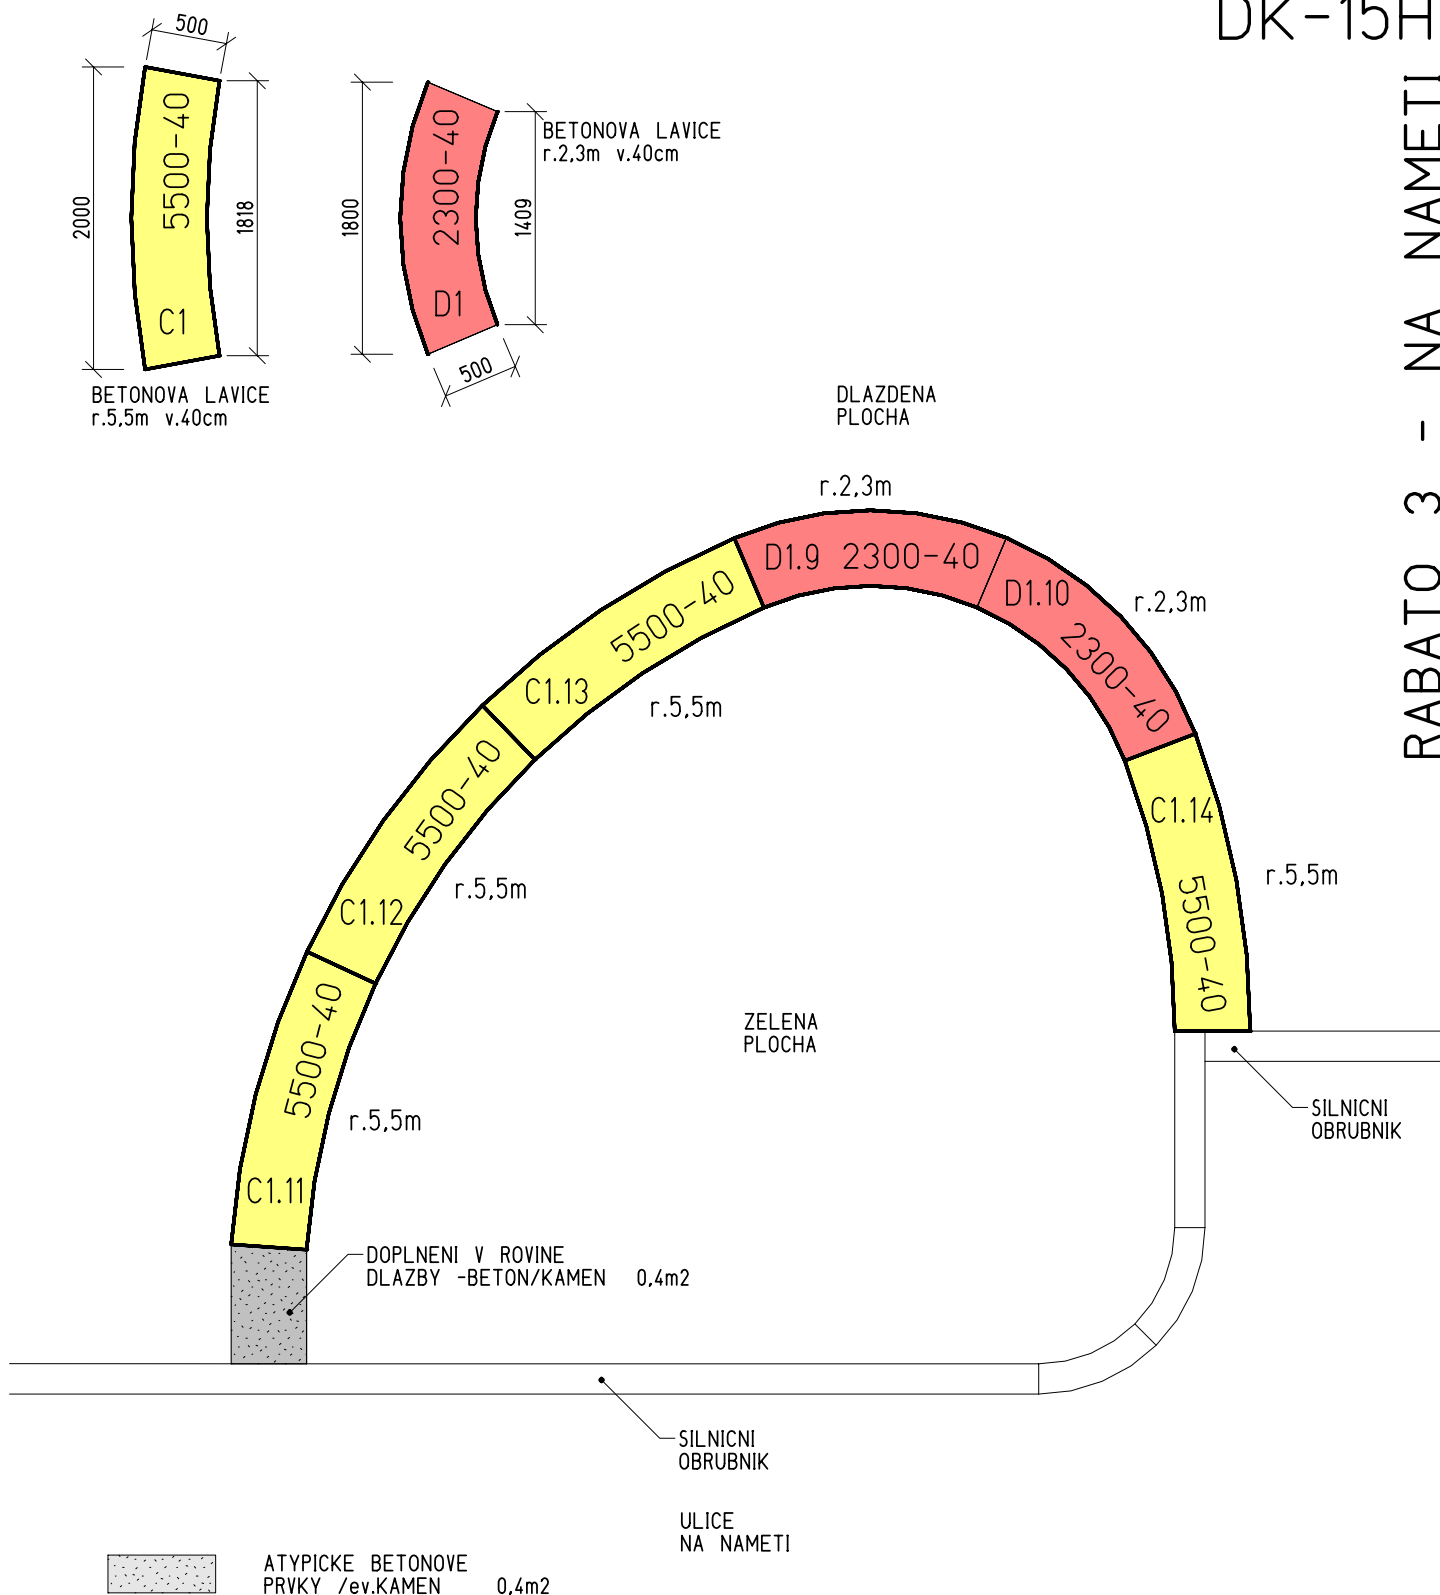 DK-15H
RABATO 3 - NA NAMETI
500
2000
5500-40
C1
1818
BETONOVA LAVICE
r.5,5m v.40cm
1800
2300-40
D1
1409
500
BETONOVA LAVICE
r.2,3m v.40cm
DLAZDENA
PLOCHA
r.2,3m
D1.9 2300-40
D1.10
2300-40
r.2,3m
C1.13
5500-40
r.5,5m
C1.12
5500-40
r.5,5m
C1.14
5500-40
r.5,5m
C1.11
5500-40
r.5,5m
ZELENA
PLOCHA
SILNICNI
OBRUBNIK
DOPLNENI V ROVINE
DLAZBY -BETON/KAMEN 0,4m2
SILNICNI
OBRUBNIK
ULICE
NA NAMETI
ATYPICKE BETONOVE
PRVKY /ev.KAMEN 0,4m2